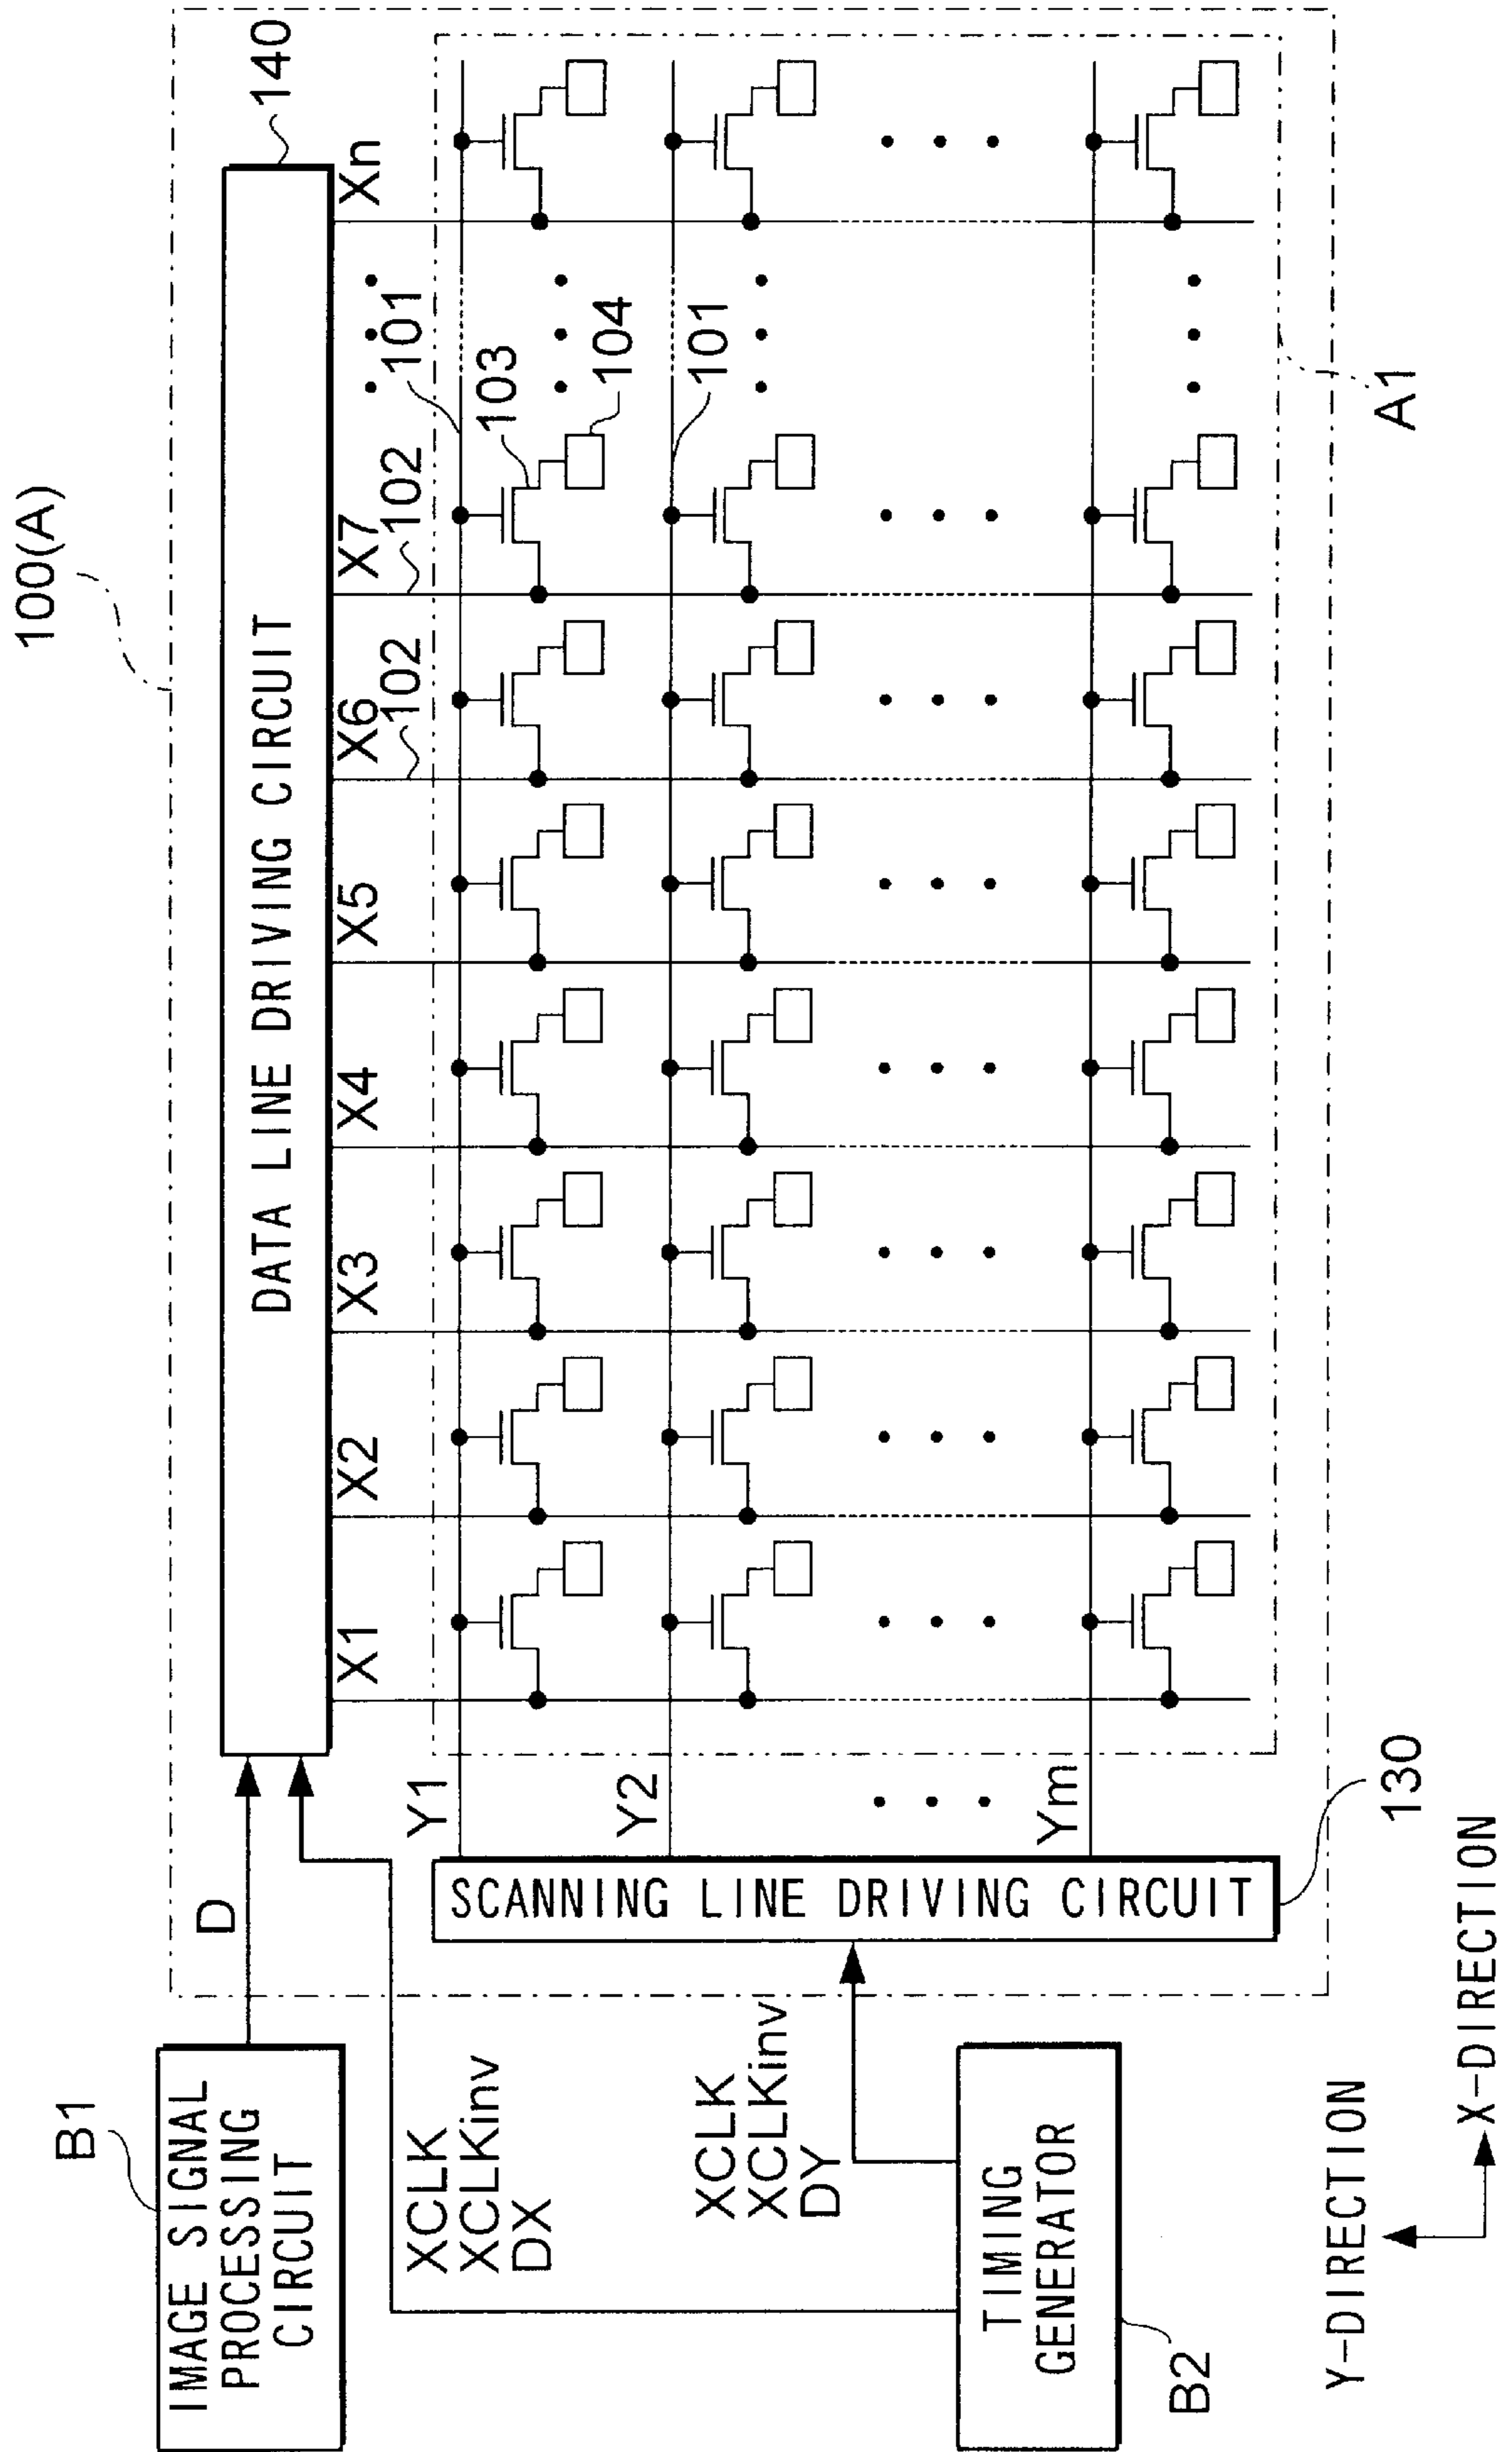 100(A)
140
DATA LINE DRIVING CIRCUIT
X1
X2
X3
X4
X5
X6
X7
Xn
102
102
101
103
104
101
A1
B1
IMAGE SIGNAL
PROCESSING
CIRCUIT
D
XCLK
XCLKinv
DX
Y1
Y2
Ym
SCANNING LINE DRIVING CIRCUIT
130
XCLK
XCLKinv
DY
TIMING
GENERATOR
B2
Y-DIRECTION
X-DIRECTION